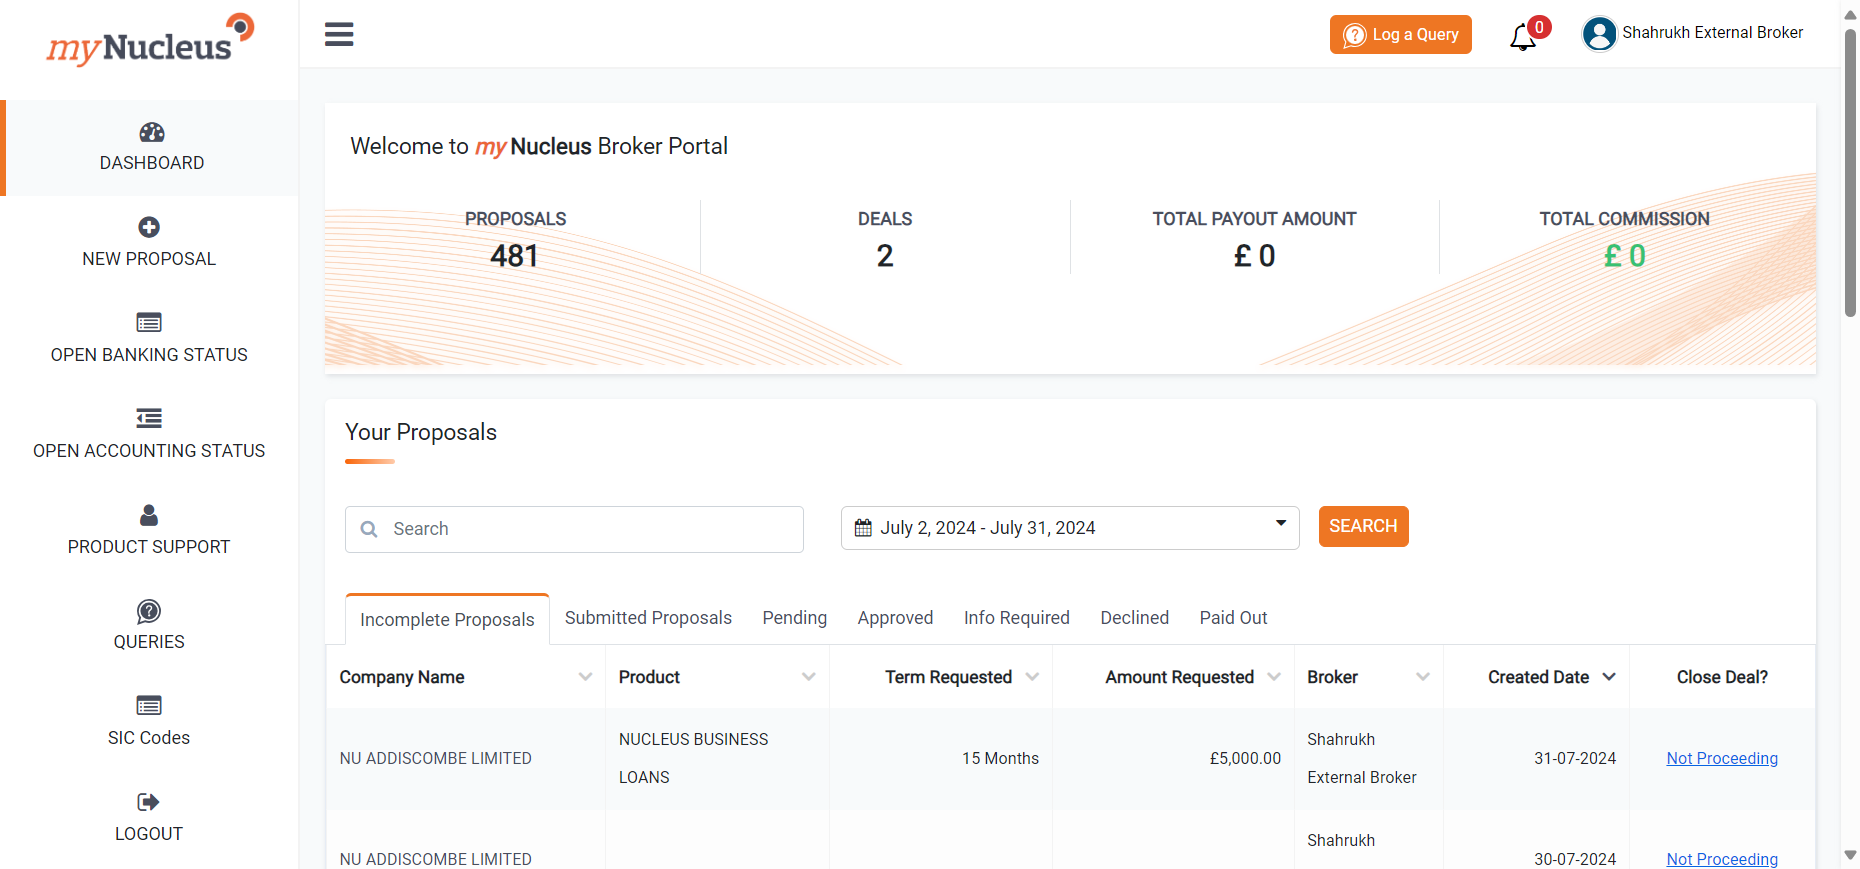 myNucleus
Log a Query
0
Shahrukh External Broker
DASHBOARD
NEW PROPOSAL
OPEN BANKING STATUS
OPEN ACCOUNTING STATUS
PRODUCT SUPPORT
QUERIES
SIC Codes
LOGOUT
Welcome to my Nucleus Broker Portal
PROPOSALS
481
DEALS
2
TOTAL PAYOUT AMOUNT
£ 0
TOTAL COMMISSION
£ 0
Your Proposals
Search
July 2, 2024 - July 31, 2024
SEARCH
Incomplete Proposals Submitted Proposals Pending Approved Info Required Declined Paid Out
Company Name Product Term Requested Amount Requested Broker Created Date Close Deal?
NU ADDISCOMBE LIMITED
NUCLEUS BUSINESS
LOANS
15 Months
£5,000.00
Shahrukh
External Broker
31-07-2024
Not Proceeding
NU ADDISCOMBE LIMITED
Shahrukh
30-07-2024
Not Proceeding